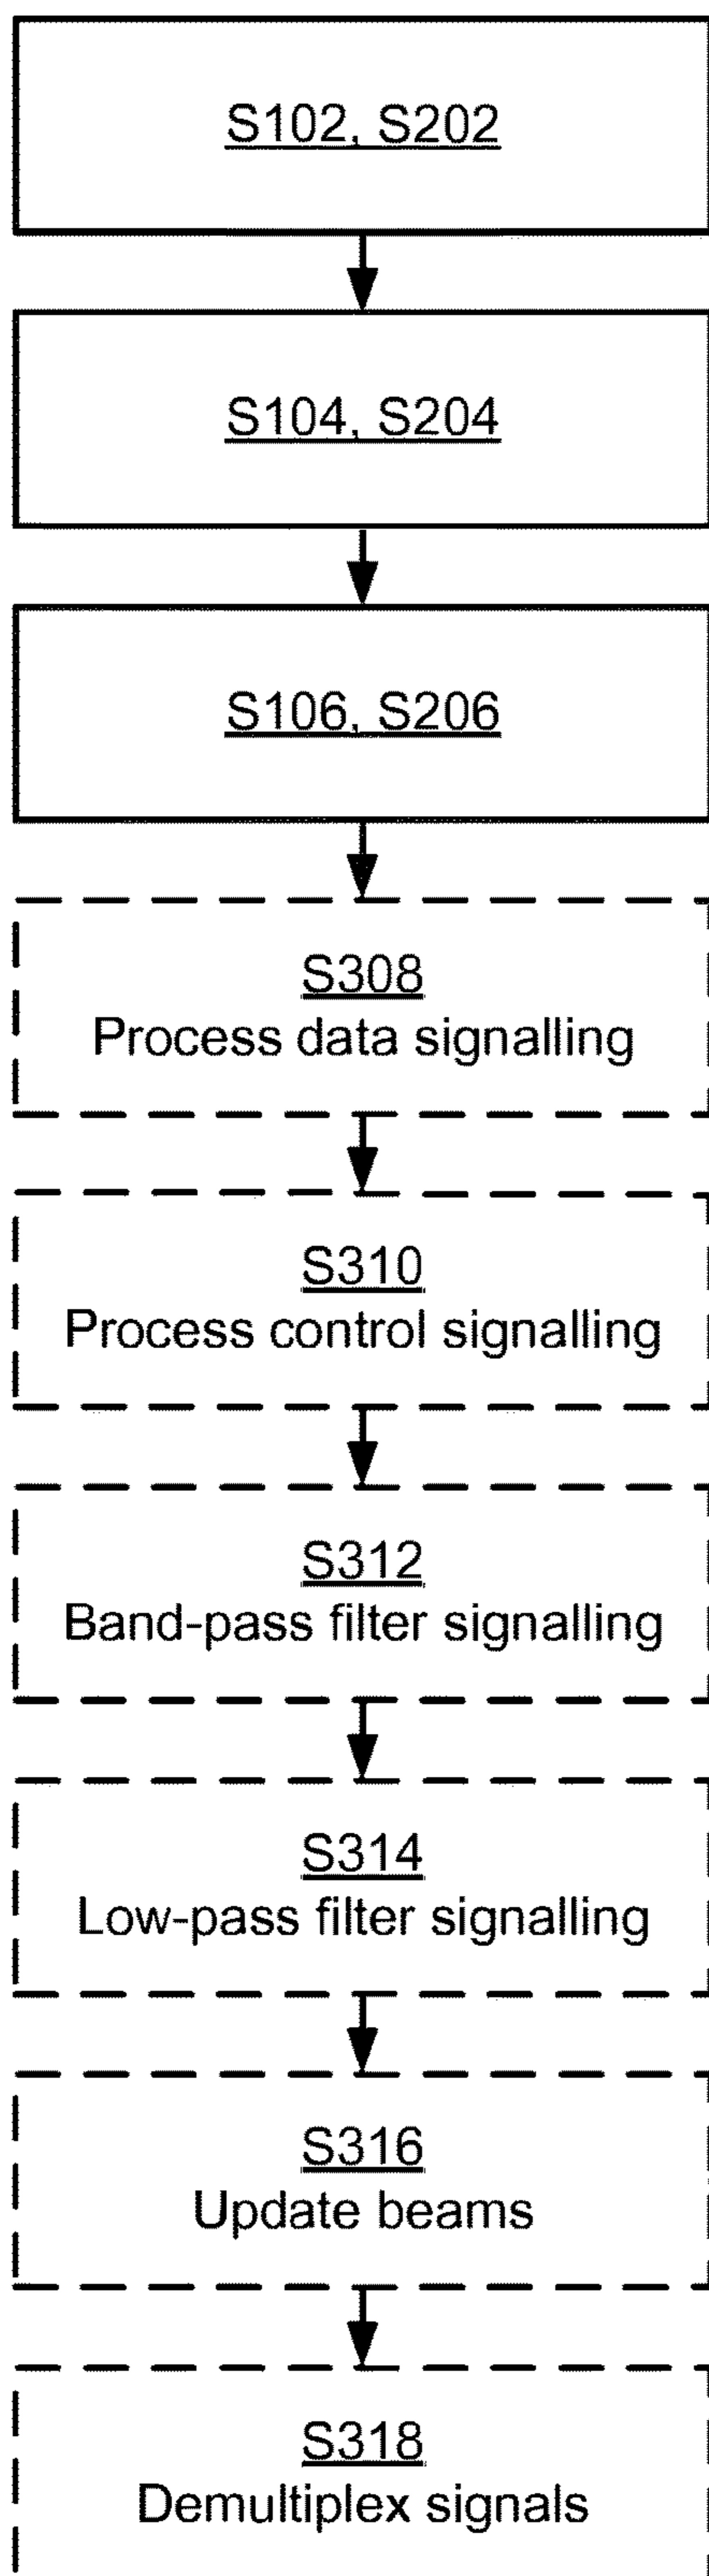 S102, S202
S104, S204
S106, S206
S308
Process data signalling
S310
Process control signalling
S312
Band-pass filter signalling
S314
Low-pass filter signalling
S316
Update beams
S318
Demultiplex signals